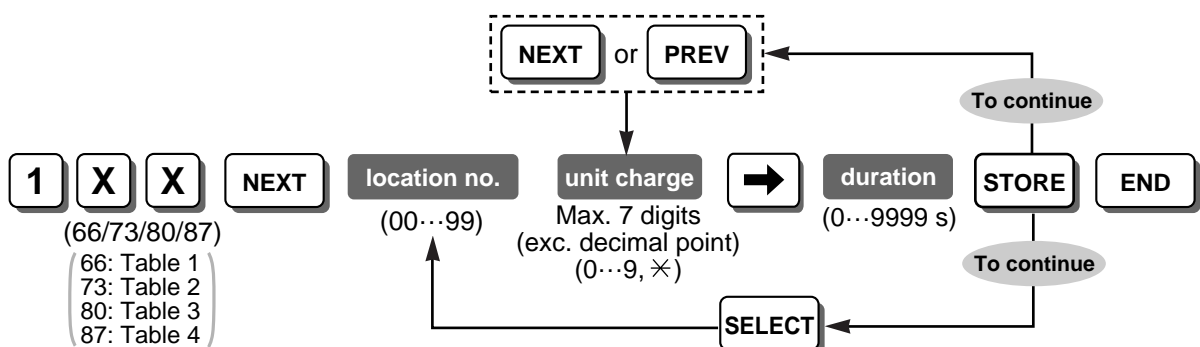 NEXT or PREV
To continue
1 X X NEXT location no. unit charge ➡ duration STORE END
(66/73/80/87) (00···99) Max. 7 digits (0···9999 s)
(exc. decimal point)
(0···9, ✳)
66: Table 1
73: Table 2
80: Table 3
87: Table 4
To continue
SELECT